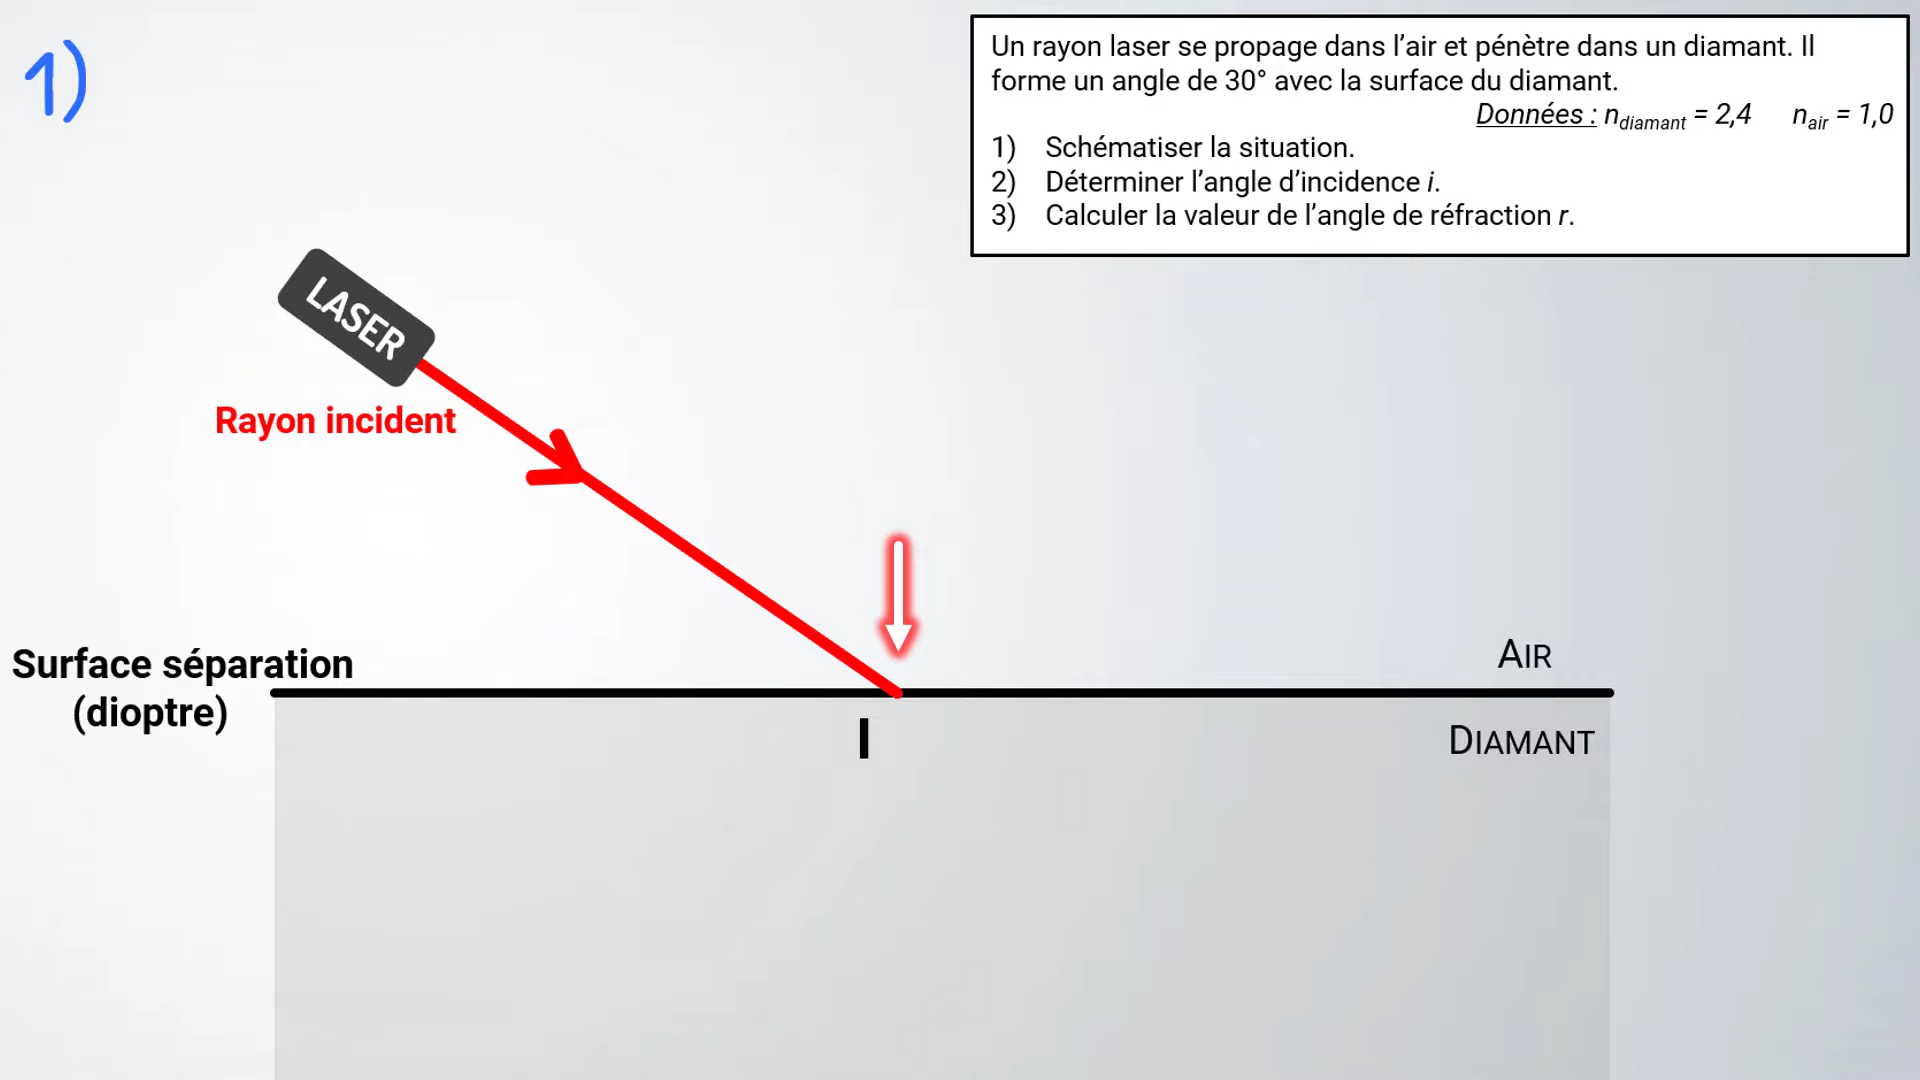 1)
Un rayon laser se propage dans l’air et pénètre dans un diamant. Il
forme un angle de 30° avec la surface du diamant.
Données : n diamant = 2,4 n air = 1,0
1) Schématiser la situation.
2) Déterminer l’angle d’incidence i.
3) Calculer la valeur de l’angle de réfraction r.
LASER
Rayon incident
Surface séparation
(dioptre)
AIR
I
DIAMANT